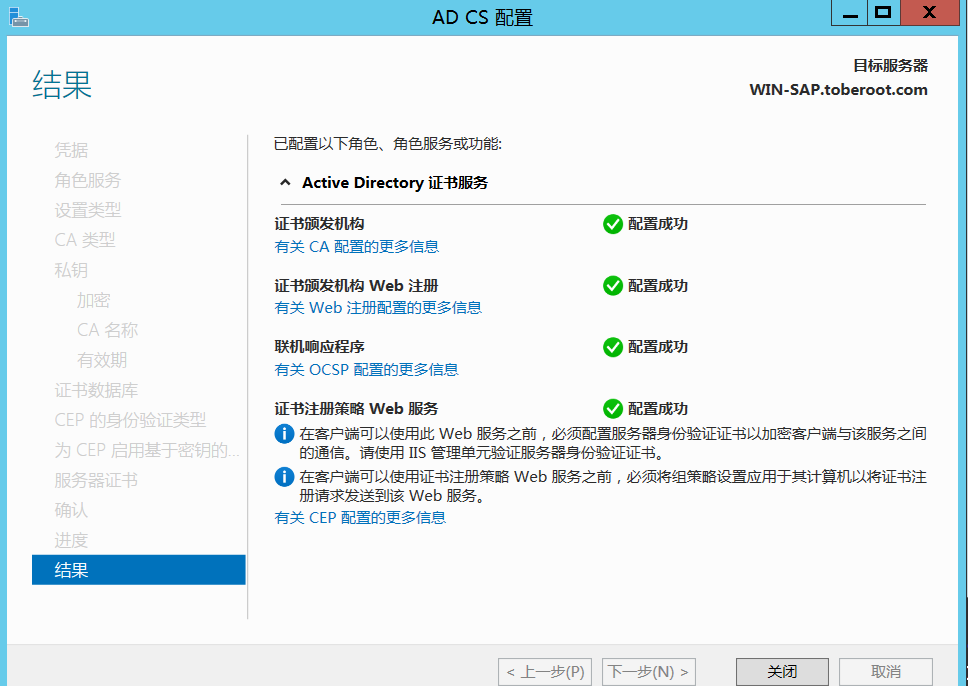 AD CS 配置
结果
目标服务器
WIN-SAP.toberoot.com
凭据
角色服务
设置类型
CA 类型
私钥
加密
CA 名称
有效期
证书数据库
CEP 的身份验证类型
为 CEP 启用基于密钥的...
服务器证书
确认
进度
结果
已配置以下角色、角色服务或功能:
Active Directory 证书服务
证书颁发机构 配置成功
有关 CA 配置的更多信息
证书颁发机构 Web 注册 配置成功
有关 Web 注册配置的更多信息
联机响应程序 配置成功
有关 OCSP 配置的更多信息
证书注册策略 Web 服务 配置成功
在客户端可以使用此 Web 服务之前，必须配置服务器身份验证证书以加密客户端与该服务之间
的通信。请使用 IIS 管理单元验证服务器身份验证证书。
在客户端可以使用证书注册策略 Web 服务之前，必须将组策略设置应用于其计算机以将证书注
册请求发送到该 Web 服务。
有关 CEP 配置的更多信息
< 上一步(P) 下一步(N) > 关闭 取消